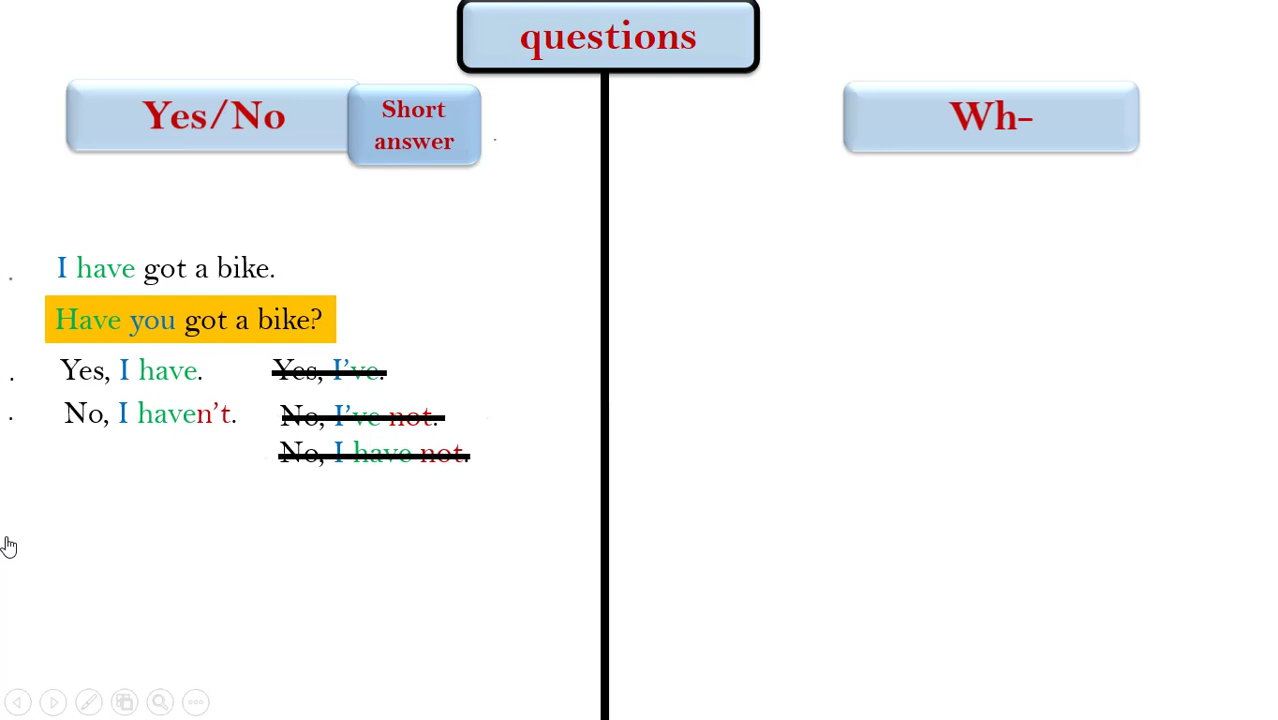 questions
Yes/No
Short
answer
Wh-
I have got a bike.
Have you got a bike?
Yes, I have.
Yes, I've.
No, I haven't.
No, I've not.
No, I have not.